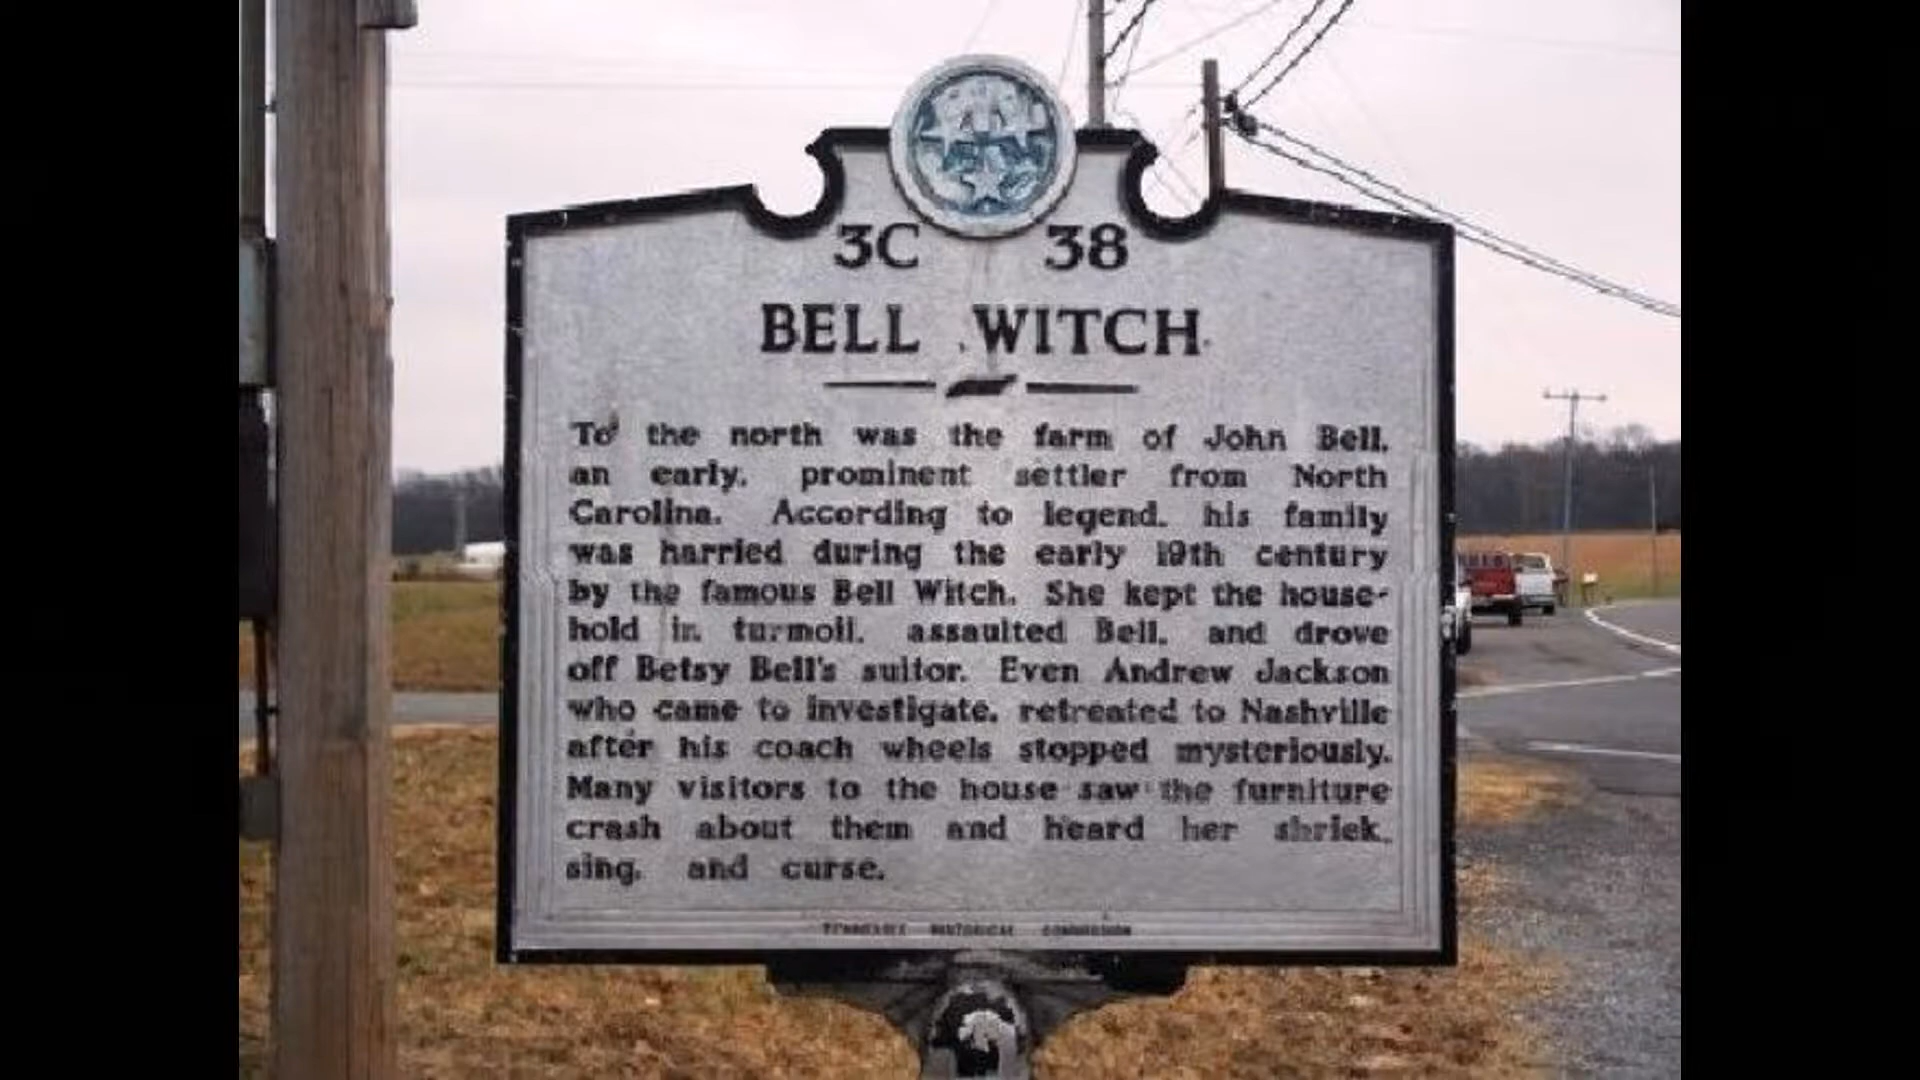 3C 38
BELL WITCH
To the north was the farm of John Bell,
an early, prominent settler from North
Carolina. According to legend, his family
was harried during the early 19th century
by the famous Bell Witch. She kept the house-
hold in turmoil, assaulted Bell, and drove
off Betsy Bell's suitor. Even Andrew Jackson
who came to investigate, retreated to Nashville
after his coach wheels stopped mysteriously.
Many visitors to the house saw the furniture
crash about them and heard her shriek,
sing, and curse.
TENNESSEE HISTORICAL COMMISSION